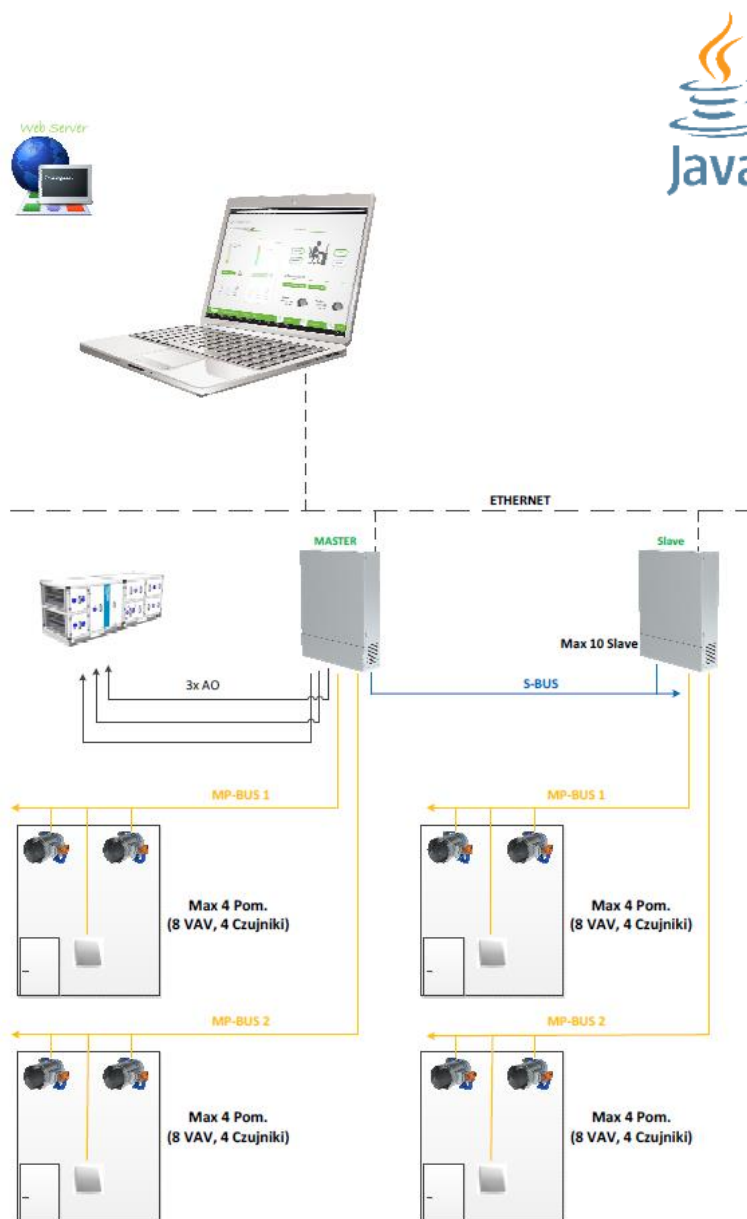 Web Server
Java
ETHERNET
MASTER
Slave
Max 10 Slave
3x AO
S-BUS
MP-BUS 1
MP-BUS 1
Max 4 Pom.
(8 VAV, 4 Czujniki)
Max 4 Pom.
(8 VAV, 4 Czujniki)
MP-BUS 2
MP-BUS 2
Max 4 Pom.
(8 VAV, 4 Czujniki)
Max 4 Pom.
(8 VAV, 4 Czujniki)